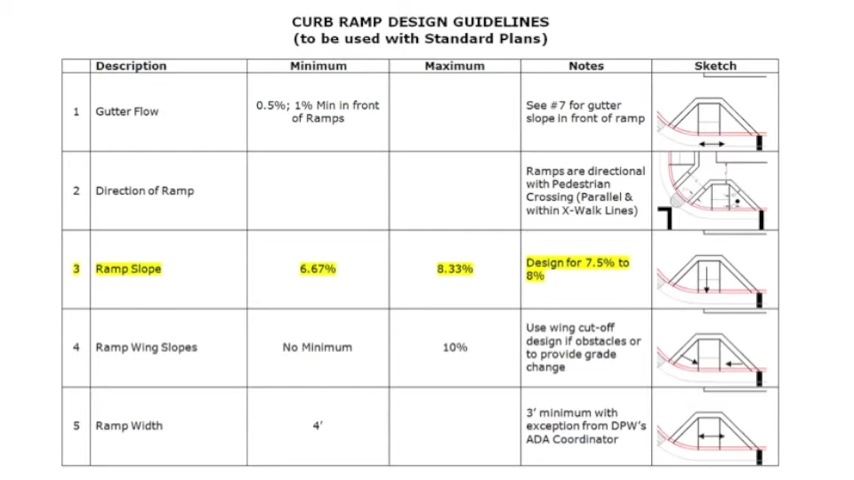 CURB RAMP DESIGN GUIDELINES
(to be used with Standard Plans)
Description Minimum Maximum Notes Sketch
1 Gutter Flow 0.5%; 1% Min in front See #7 for gutter
of Ramps slope in front of ramp
2 Direction of Ramp Ramps are directional
with Pedestrian
Crossing (Parallel &
within X-Walk Lines)
3 Ramp Slope 6.67% 8.33% Design for 7.5% to
8%
4 Ramp Wing Slopes No Minimum 10% Use wing cut-off
design if obstacles or
to provide grade
change
5 Ramp Width 4’ 3’ minimum with
exception from DPW’s
ADA Coordinator